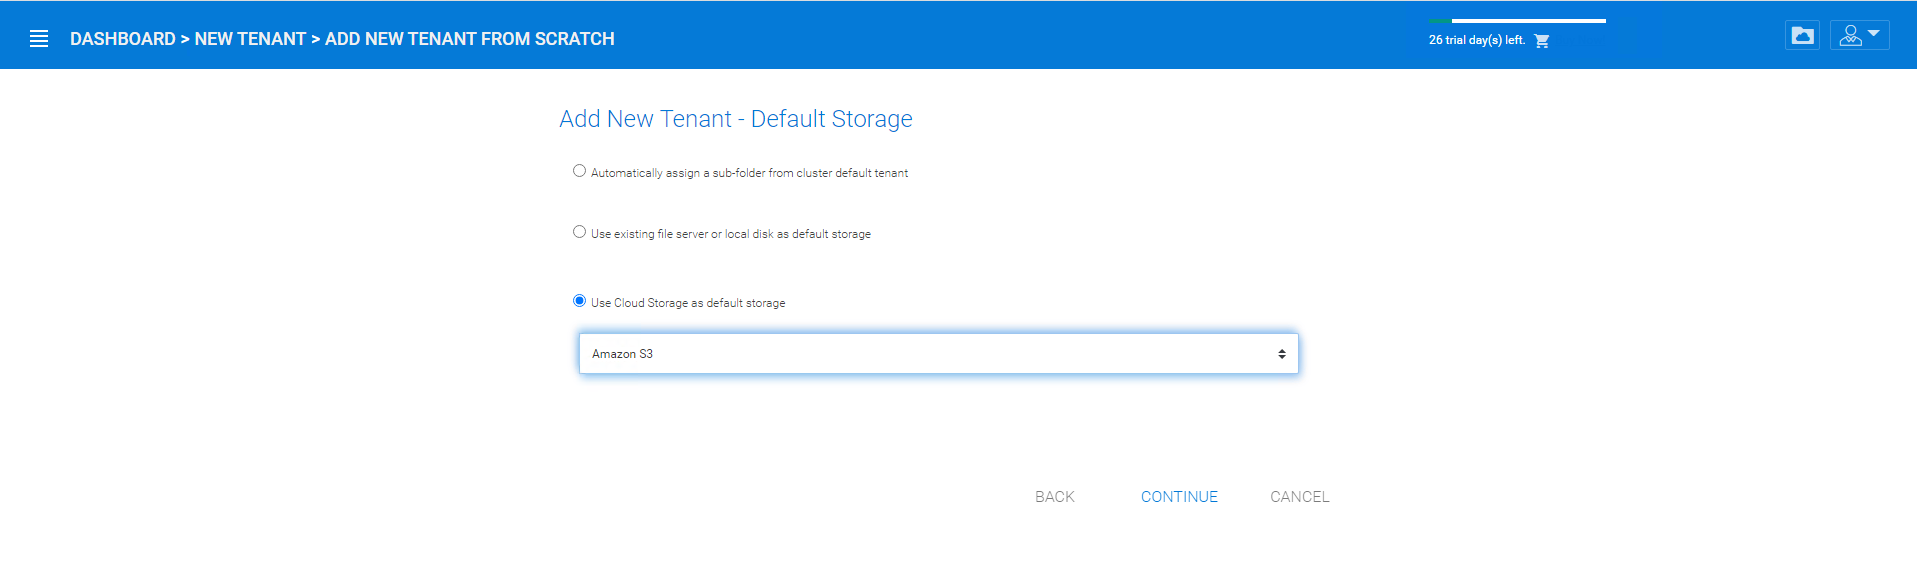 DASHBOARD > NEW TENANT > ADD NEW TENANT FROM SCRATCH
26 trial day(s) left.
Add New Tenant - Default Storage
Automatically assign a sub-folder from cluster default tenant
Use existing file server or local disk as default storage
Use Cloud Storage as default storage
Amazon S3
BACK CONTINUE CANCEL